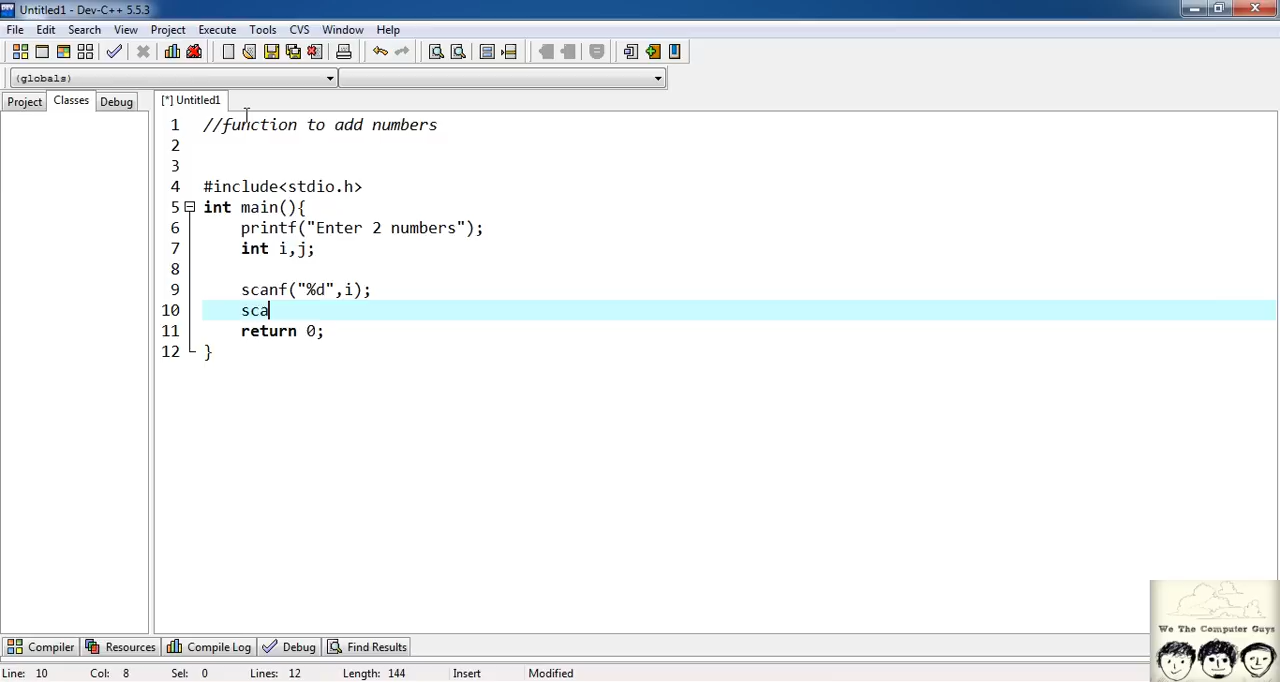 Untitled1 - Dev-C++ 5.5.3
File Edit Search View Project Execute Tools CVS Window Help
(globals)
Project Classes Debug [*] Untitled1
1 //function to add numbers
2
3
4 #include<stdio.h>
5 int main(){
6 printf("Enter 2 numbers");
7 int i,j;
8
9 scanf("%d",i);
10 sca
11 return 0;
12 }
We The Computer Guys
Compiler Resources Compile Log Debug Find Results
Line: 10 Col: 8 Sel: 0 Lines: 12 Length: 144 Insert Modified